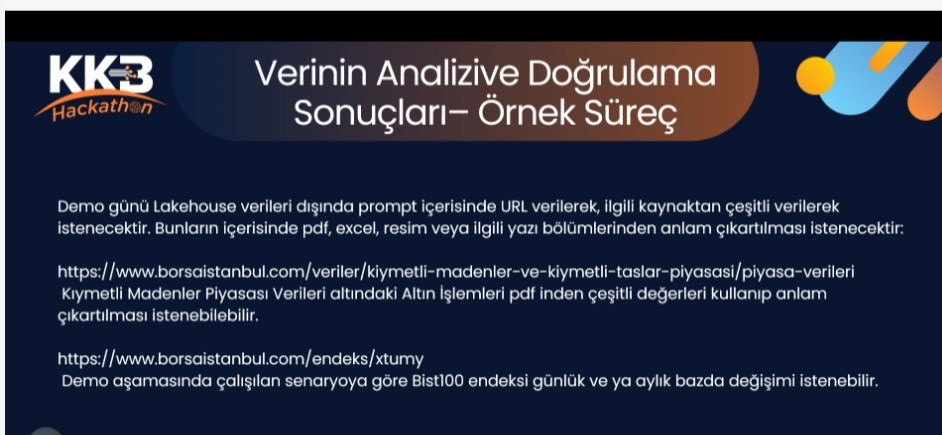 KKB
Hackathon
Verinin Analizive Doğrulama
Sonuçları– Örnek Süreç
Demo günü Lakehouse verileri dışında prompt içerisinde URL verilerek, ilgili kaynaktan çeşitli verilerek
istenecektir. Bunların içerisinde pdf, excel, resim veya ilgili yazı bölümlerinden anlam çıkartılması istenecektir:
https://www.borsaistanbul.com/veriler/kiymetli-madenler-ve-kiymetli-taslar-piyasasi/piyasa-verileri
Kıymetli Madenler Piyasası Verileri altındaki Altın İşlemleri pdf inden çeşitli değerleri kullanıp anlam
çıkartılması istenebilebilir.
https://www.borsaistanbul.com/endeks/xtumy
Demo aşamasında çalışılan senaryoya göre Bist100 endeksi günlük ve ya aylık bazda değişimi istenebilir.